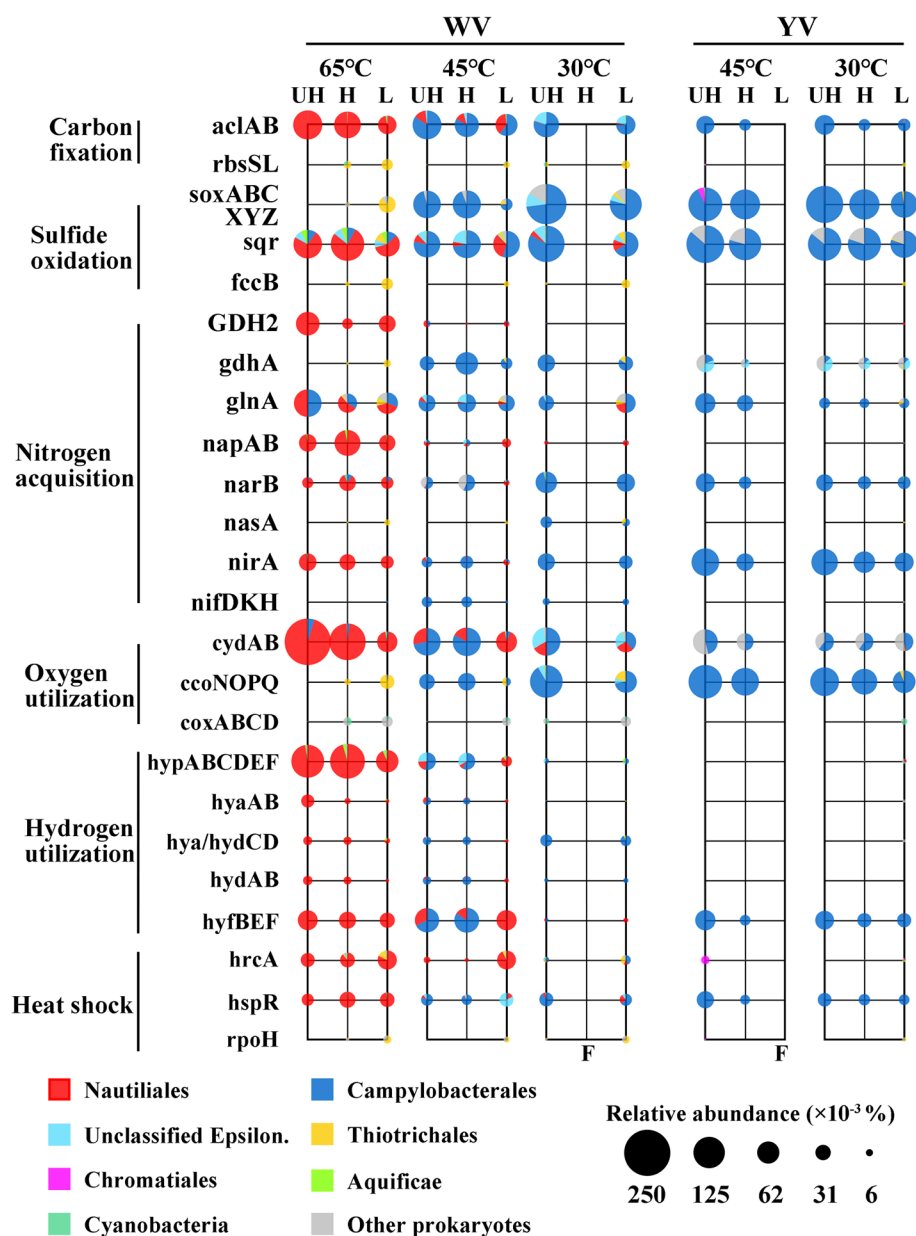 WV YV
65°C 45°C 30°C 45°C 30°C
UH H L UH H L UH H L UH H L UH H L
Carbon
fixation
aclAB
rbsSL
Sulfide
oxidation
soxABC
XYZ
sqr
fccB
Nitrogen
acquisition
GDH2
gdhA
glnA
napAB
narB
nasA
nirA
nifDKH
Oxygen
utilization
cydAB
ccoNOPQ
coxABCD
Hydrogen
utilization
hypABCDEF
hyaAB
hya/hydCD
hydAB
hyfBEF
Heat shock
hrcA
hspR
rpoH
F F
Nautiliales
Unclassified Epsilon.
Chromatiales
Cyanobacteria
Campylobacterales
Thiotrichales
Aquificae
Other prokaryotes
Relative abundance (×10⁻³ %)
250 125 62 31 6